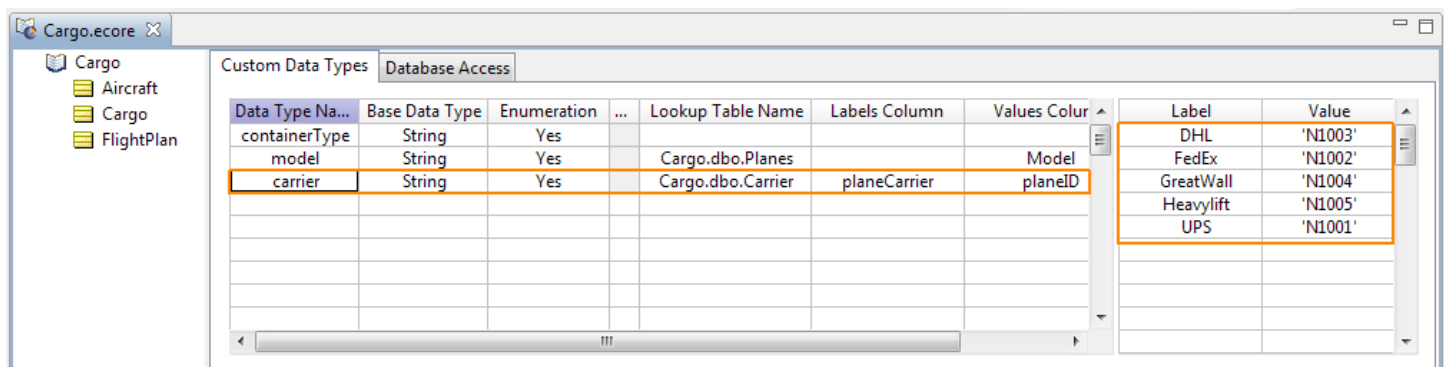 Cargo.ecore
Cargo
Aircraft
Cargo
FlightPlan
Custom Data Types Database Access
Data Type Na... Base Data Type Enumeration ... Lookup Table Name Labels Column Values Colur
containerType String Yes
model String Yes Cargo.dbo.Planes Model
carrier String Yes Cargo.dbo.Carrier planeCarrier planeID
Label Value
DHL 'N1003'
FedEx 'N1002'
GreatWall 'N1004'
Heavylift 'N1005'
UPS 'N1001'